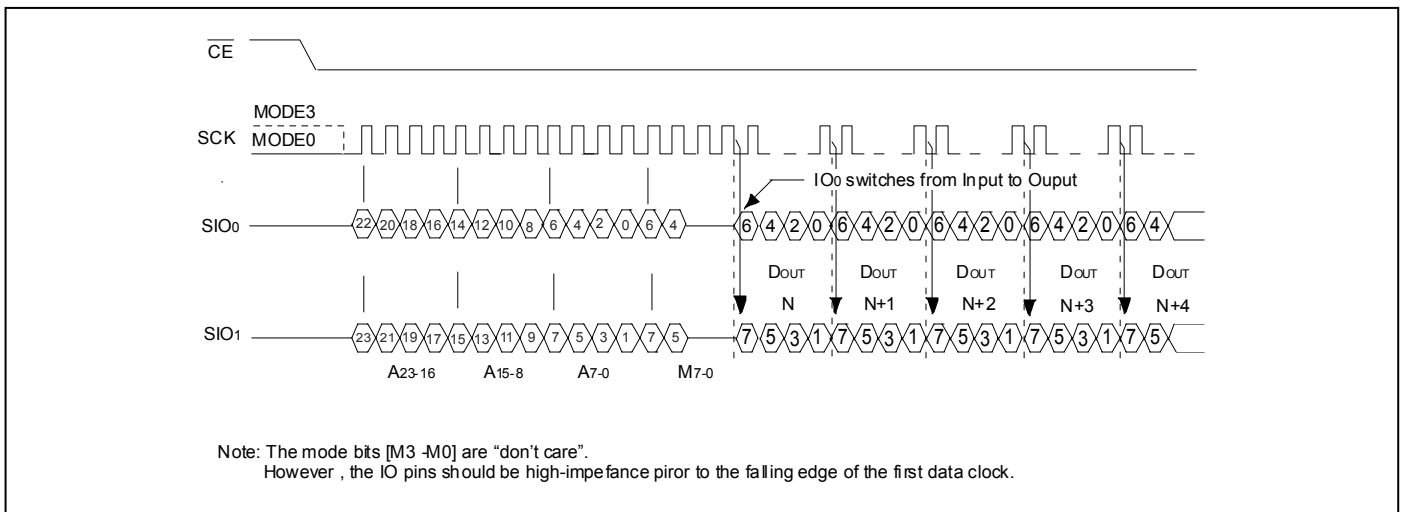 CE
MODE3
SCK MODE0
IO0 switches from Input to Ouput
SIO0 22 20 18 16 14 12 10 8 6 4 2 0 6 4 6 4 2 0 6 4 2 0 6 4 2 0 6 4 2 0 6 4
DOUT DOUT DOUT DOUT DOUT
N N+1 N+2 N+3 N+4
SIO1 23 21 19 17 15 13 11 9 7 5 3 1 7 5 7 5 3 1 7 5 3 1 7 5 3 1 7 5 3 1 7 5
A23-16 A15-8 A7-0 M7-0
Note: The mode bits [M3 -M0] are “don’t care”.
However , the IO pins should be high-impefance piror to the falling edge of the first data clock.